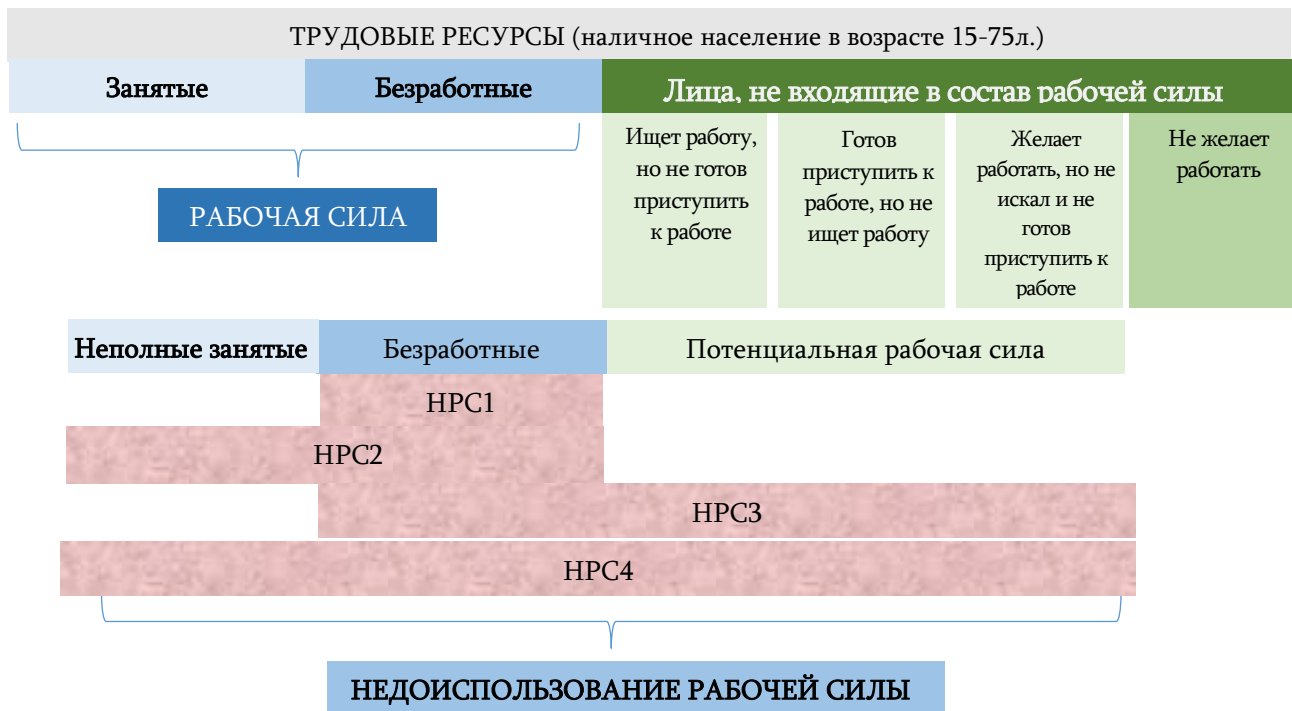 ТРУДОВЫЕ РЕСУРСЫ (наличное население в возрасте 15-75л.)
Занятые
Безработные
Лица, не входящие в состав рабочей силы
РАБОЧАЯ СИЛА
Ищет работу,
но не готов
приступить
к работе
Готов
приступить к
работе, но не
ищет работу
Желает
работать, но не
искал и не
готов
приступить к
работе
Не желает
работать
Неполные занятые
Безработные
Потенциальная рабочая сила
НРС1
НРС2
НРС3
НРС4
НЕДОИСПОЛЬЗОВАНИЕ РАБОЧЕЙ СИЛЫ